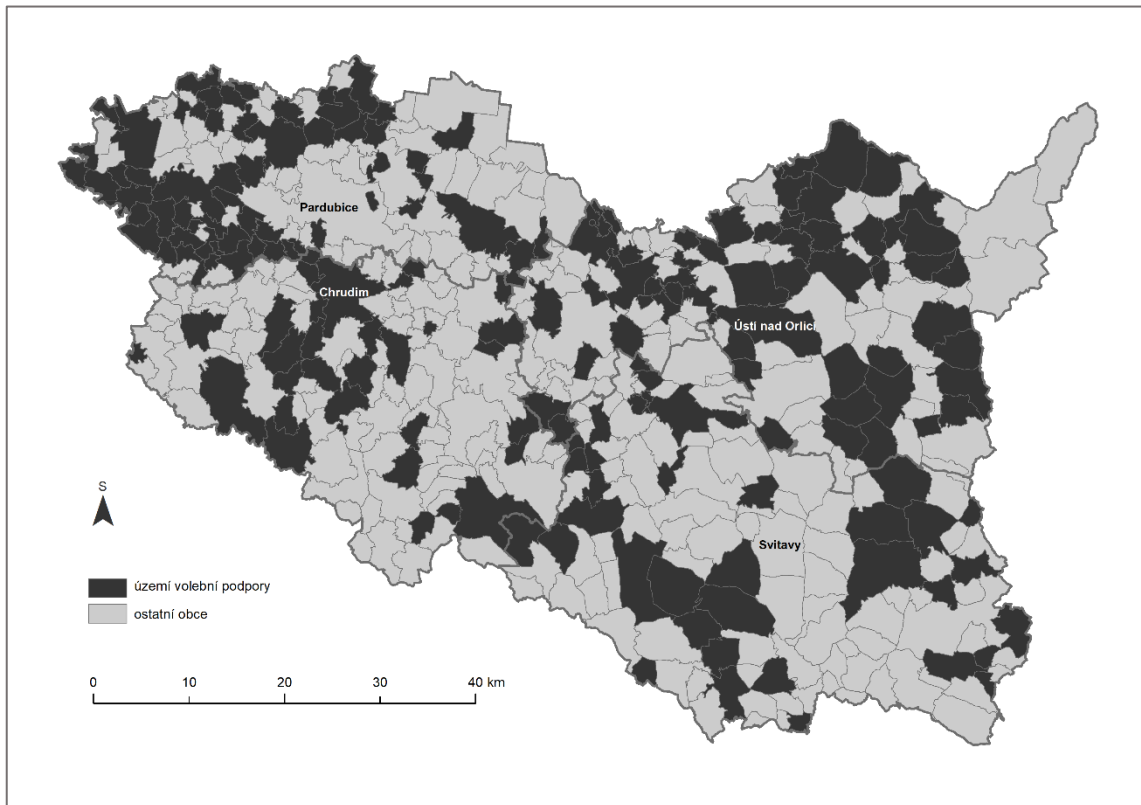 Pardubice
Chrudim
Ústí nad Orlicí
Svitavy
S
území volební podpory
ostatní obce
0 10 20 30 40 km